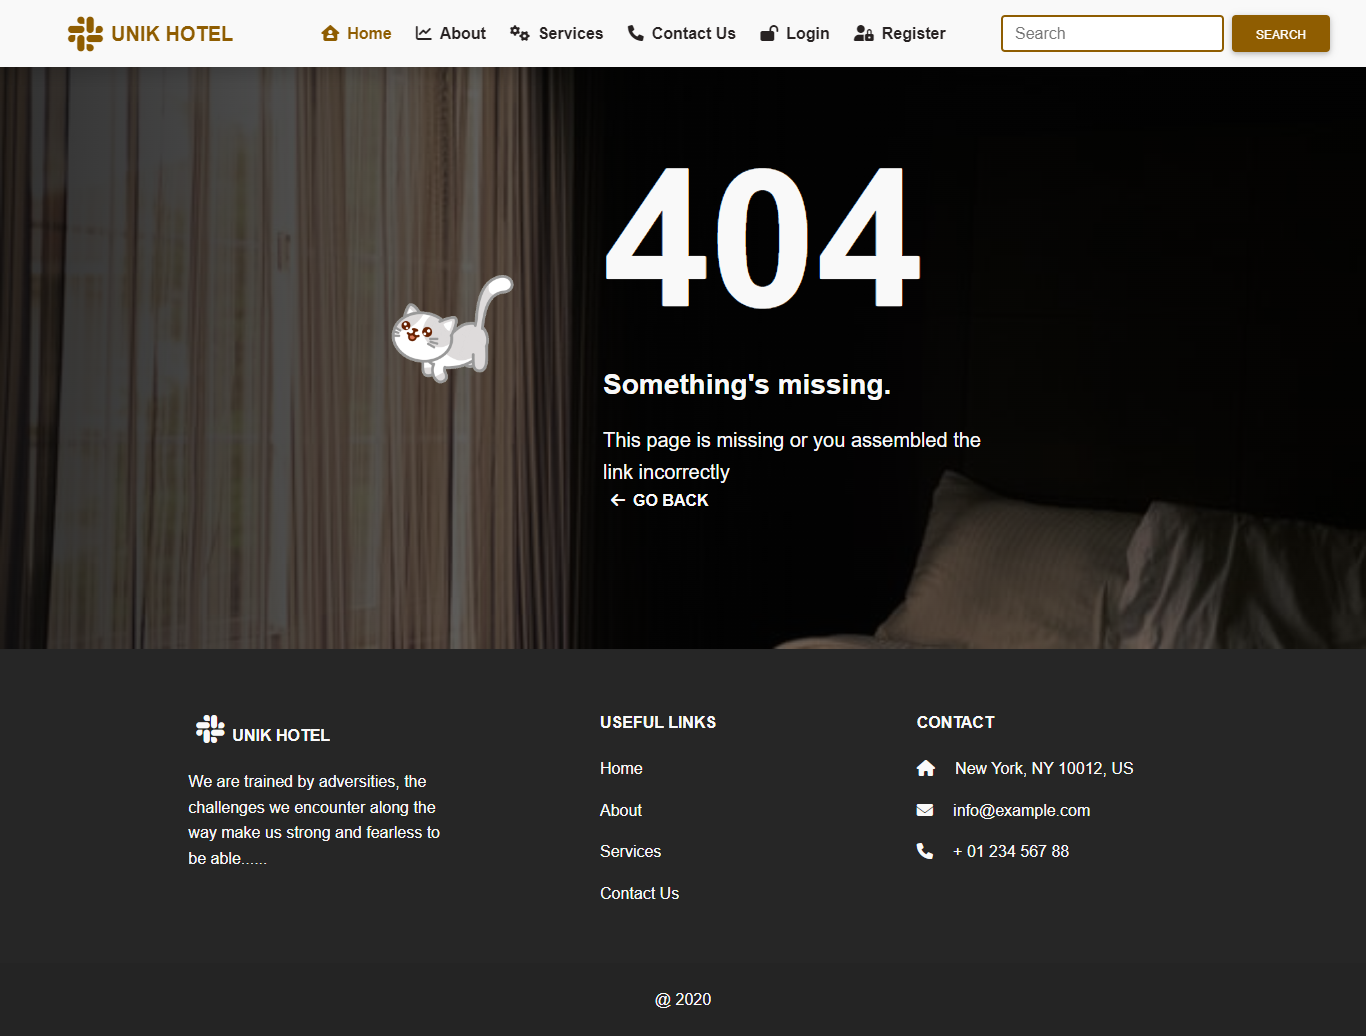 UNIK HOTEL
Home
About
Services
Contact Us
Login
Register
Search
SEARCH
404
Something's missing.
This page is missing or you assembled the
link incorrectly
GO BACK
UNIK HOTEL
We are trained by adversities, the
challenges we encounter along the
way make us strong and fearless to
be able......
USEFUL LINKS
Home
About
Services
Contact Us
CONTACT
New York, NY 10012, US
info@example.com
+ 01 234 567 88
@ 2020